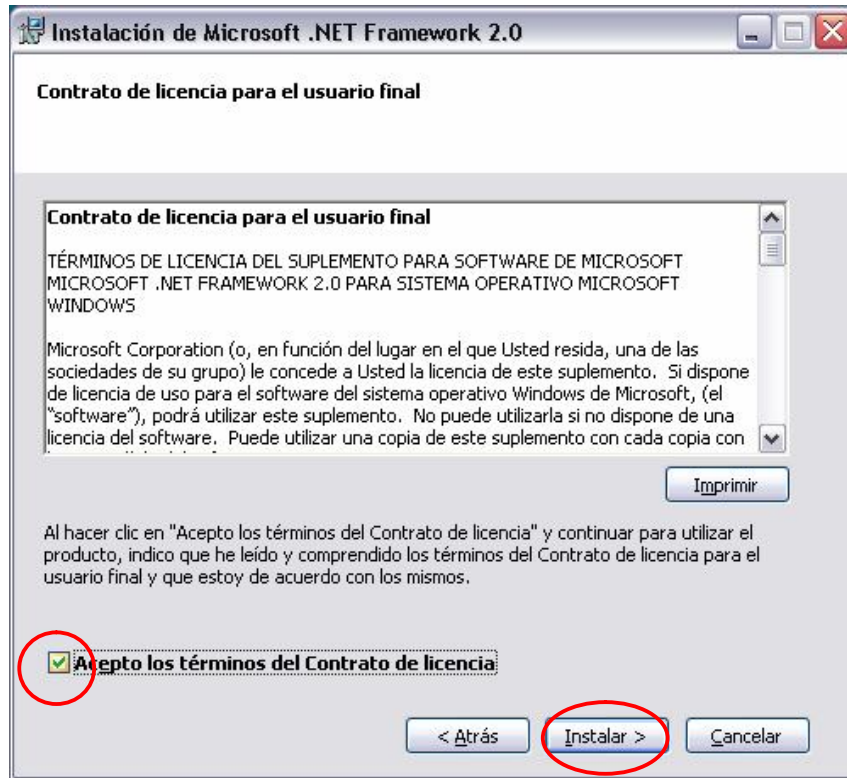 Instalación de Microsoft .NET Framework 2.0
Contrato de licencia para el usuario final
Contrato de licencia para el usuario final
TÉRMINOS DE LICENCIA DEL SUPLEMENTO PARA SOFTWARE DE MICROSOFT
MICROSOFT .NET FRAMEWORK 2.0 PARA SISTEMA OPERATIVO MICROSOFT
WINDOWS
Microsoft Corporation (o, en función del lugar en el que Usted resida, una de las
sociedades de su grupo) le concede a Usted la licencia de este suplemento.  Si dispone
de licencia de uso para el software del sistema operativo Windows de Microsoft, (el
"software"), podrá utilizar este suplemento.  No puede utilizarla si no dispone de una
licencia del software.  Puede utilizar una copia de este suplemento con cada copia con
Imprimir
Al hacer clic en "Acepto los términos del Contrato de licencia" y continuar para utilizar el
producto, indico que he leído y comprendido los términos del Contrato de licencia para el
usuario final y que estoy de acuerdo con los mismos.
Acepto los términos del Contrato de licencia
< Atrás
Instalar >
Cancelar